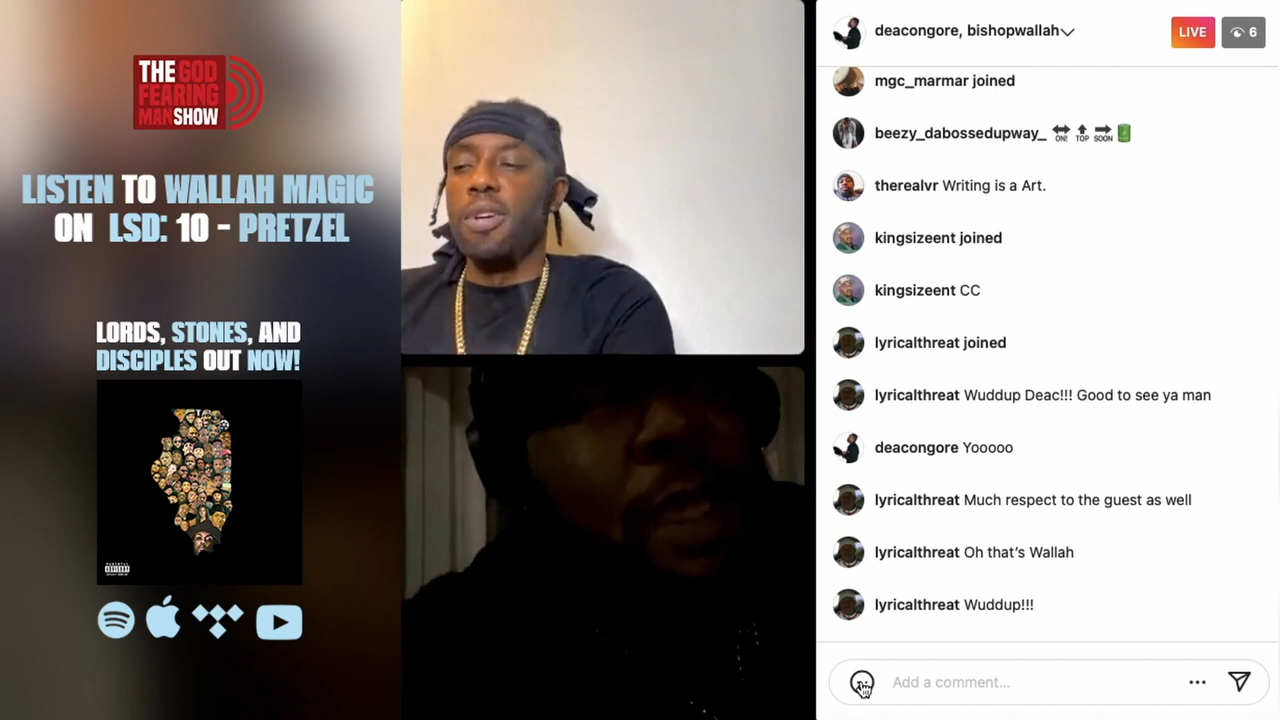 THE GOD
FEARING
MAN SHOW
LISTEN TO WALLAH MAGIC
ON LSD: 10 - PRETZEL
LORDS, STONES, AND
DISCIPLES OUT NOW!
PARENTAL
ADVISORY
deacongore, bishopwallah
LIVE
6
mgc_marmar joined
beezy_dabossedupway_ ON! TOP SOON
therealvr Writing is a Art.
kingsizeent joined
kingsizeent CC
lyricalthreat joined
lyricalthreat Wuddup Deac!!! Good to see ya man
deacongore Yooooo
lyricalthreat Much respect to the guest as well
lyricalthreat Oh that’s Wallah
lyricalthreat Wuddup!!!
Add a comment...